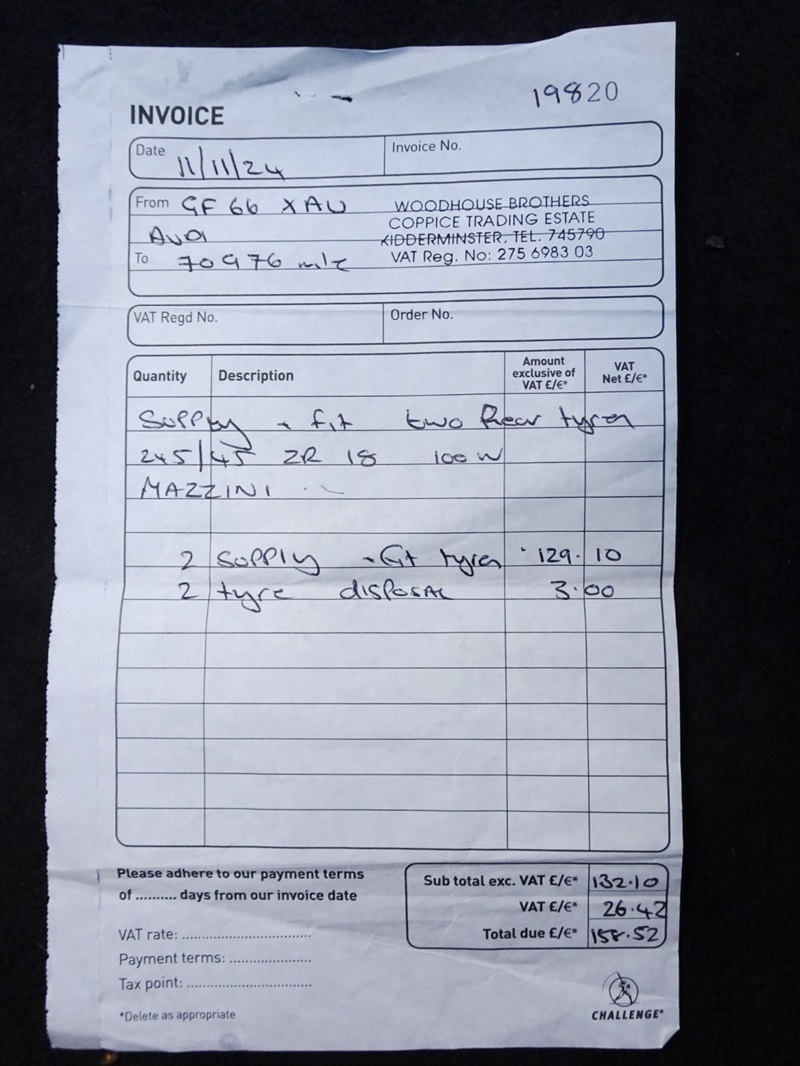 19820
INVOICE
Date 11/11/24
Invoice No.
From GF66 XAU
AUDI
To 70976 mile
WOODHOUSE BROTHERS
COPPICE TRADING ESTATE
KIDDERMINSTER. TEL. 745790
VAT Reg. No: 275 6983 03
VAT Regd No.
Order No.
Quantity Description Amount exclusive of VAT £/€* VAT Net £/€*
Supply + fit two Rear tyres
245/45 ZR 18 100W
MAZZINI
2 supply + fit tyres 129.10
2 tyre disposal 3.00
Please adhere to our payment terms
of .......... days from our invoice date
VAT rate: ................................
Payment terms: ....................
Tax point: ..............................
*Delete as appropriate
Sub total exc. VAT £/€* 132.10
VAT £/€* 26.42
Total due £/€* 158.52
CHALLENGE*